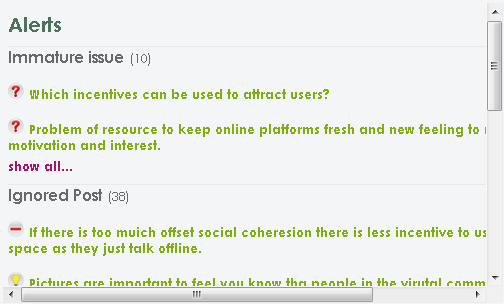 Alerts
Immature issue (10)
Which incentives can be used to attract users?
Problem of resource to keep online platforms fresh and new feeling to
motivation and interest.
show all...
Ignored Post (38)
If there is too muich offset social coheresion there is less incentive to us
space as they just talk offline.
Pictures are important to feel you know tha people in the virutal comm